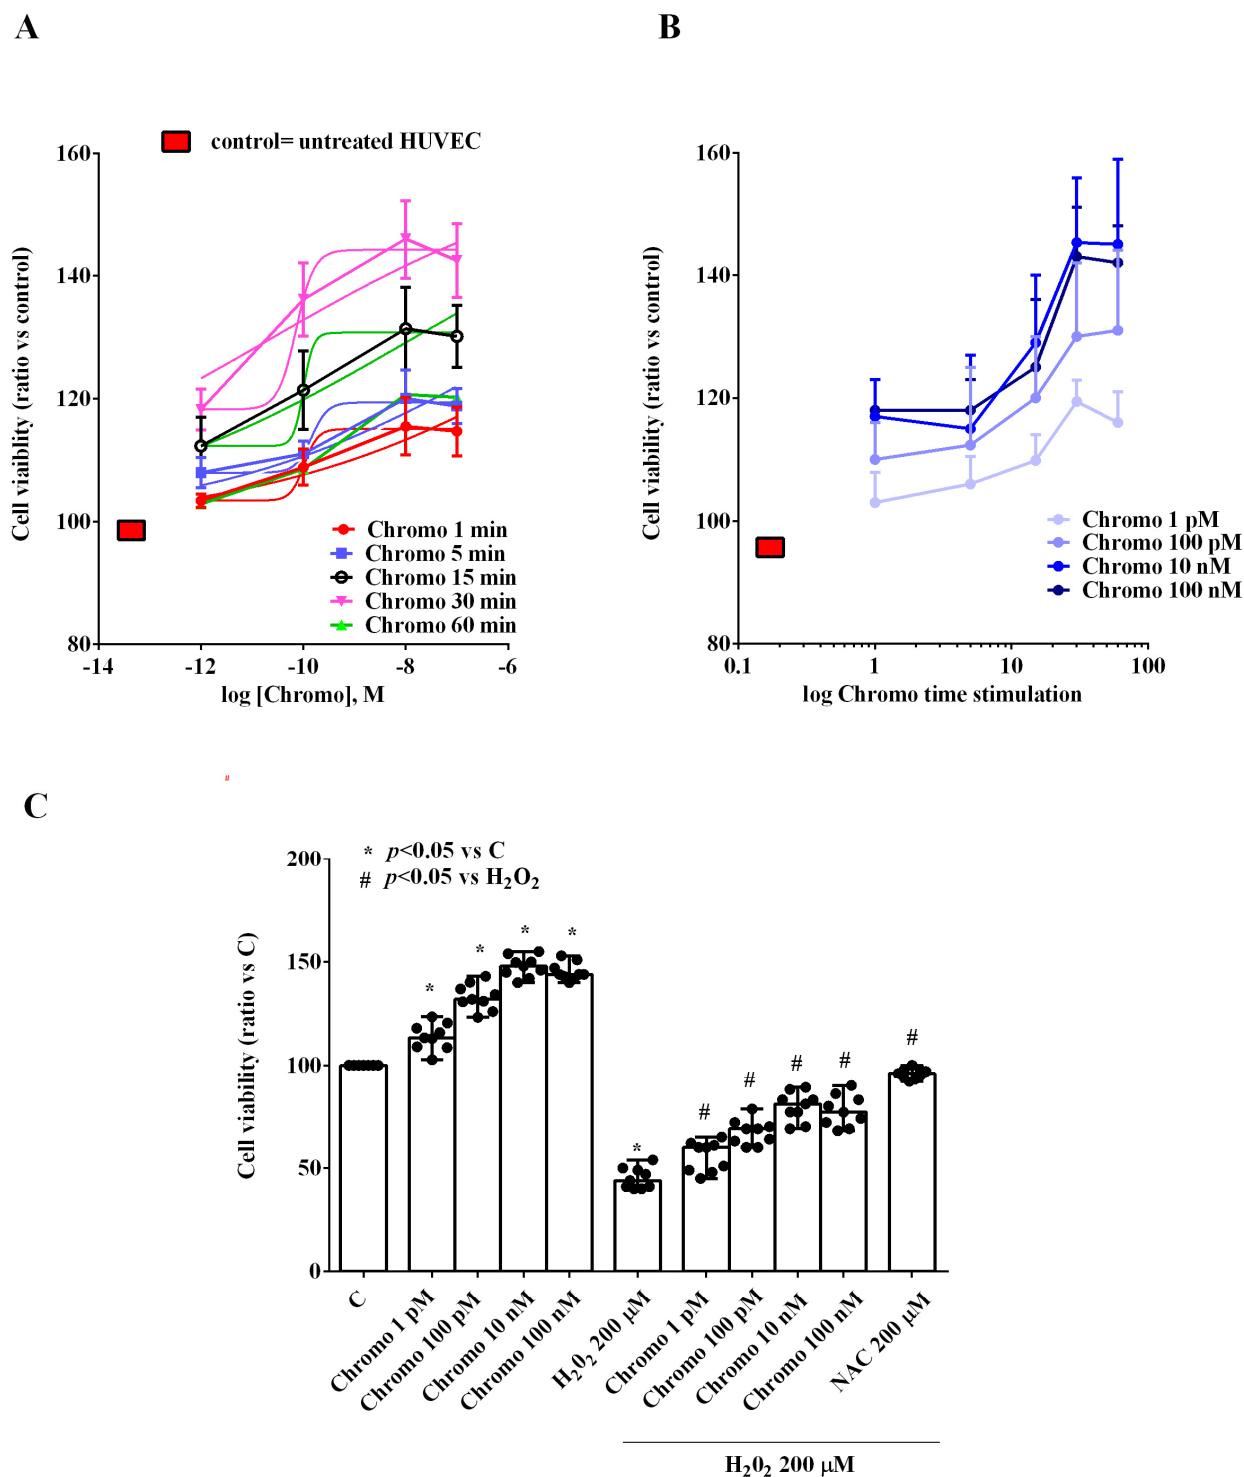 A
control= untreated HUVEC
160
140
120
100
80
Cell viability (ratio vs control)
-14
-12
-10
-8
-6
log [Chromo], M
Chromo 1 min
Chromo 5 min
Chromo 15 min
Chromo 30 min
Chromo 60 min
B
160
140
120
100
80
Cell viability (ratio vs control)
0.1
1
10
100
log Chromo time stimulation
Chromo 1 pM
Chromo 100 pM
Chromo 10 nM
Chromo 100 nM
#
C
* p<0.05 vs C
# p<0.05 vs H₂O₂
200
150
100
50
0
Cell viability (ratio vs C)
* * * * * # # # # #
C
Chromo 1 pM
Chromo 100 pM
Chromo 10 nM
Chromo 100 nM
H₂0₂ 200 µM
Chromo 1 pM
Chromo 100 pM
Chromo 10 nM
Chromo 100 nM
NAC 200 µM
H₂0₂ 200 µM